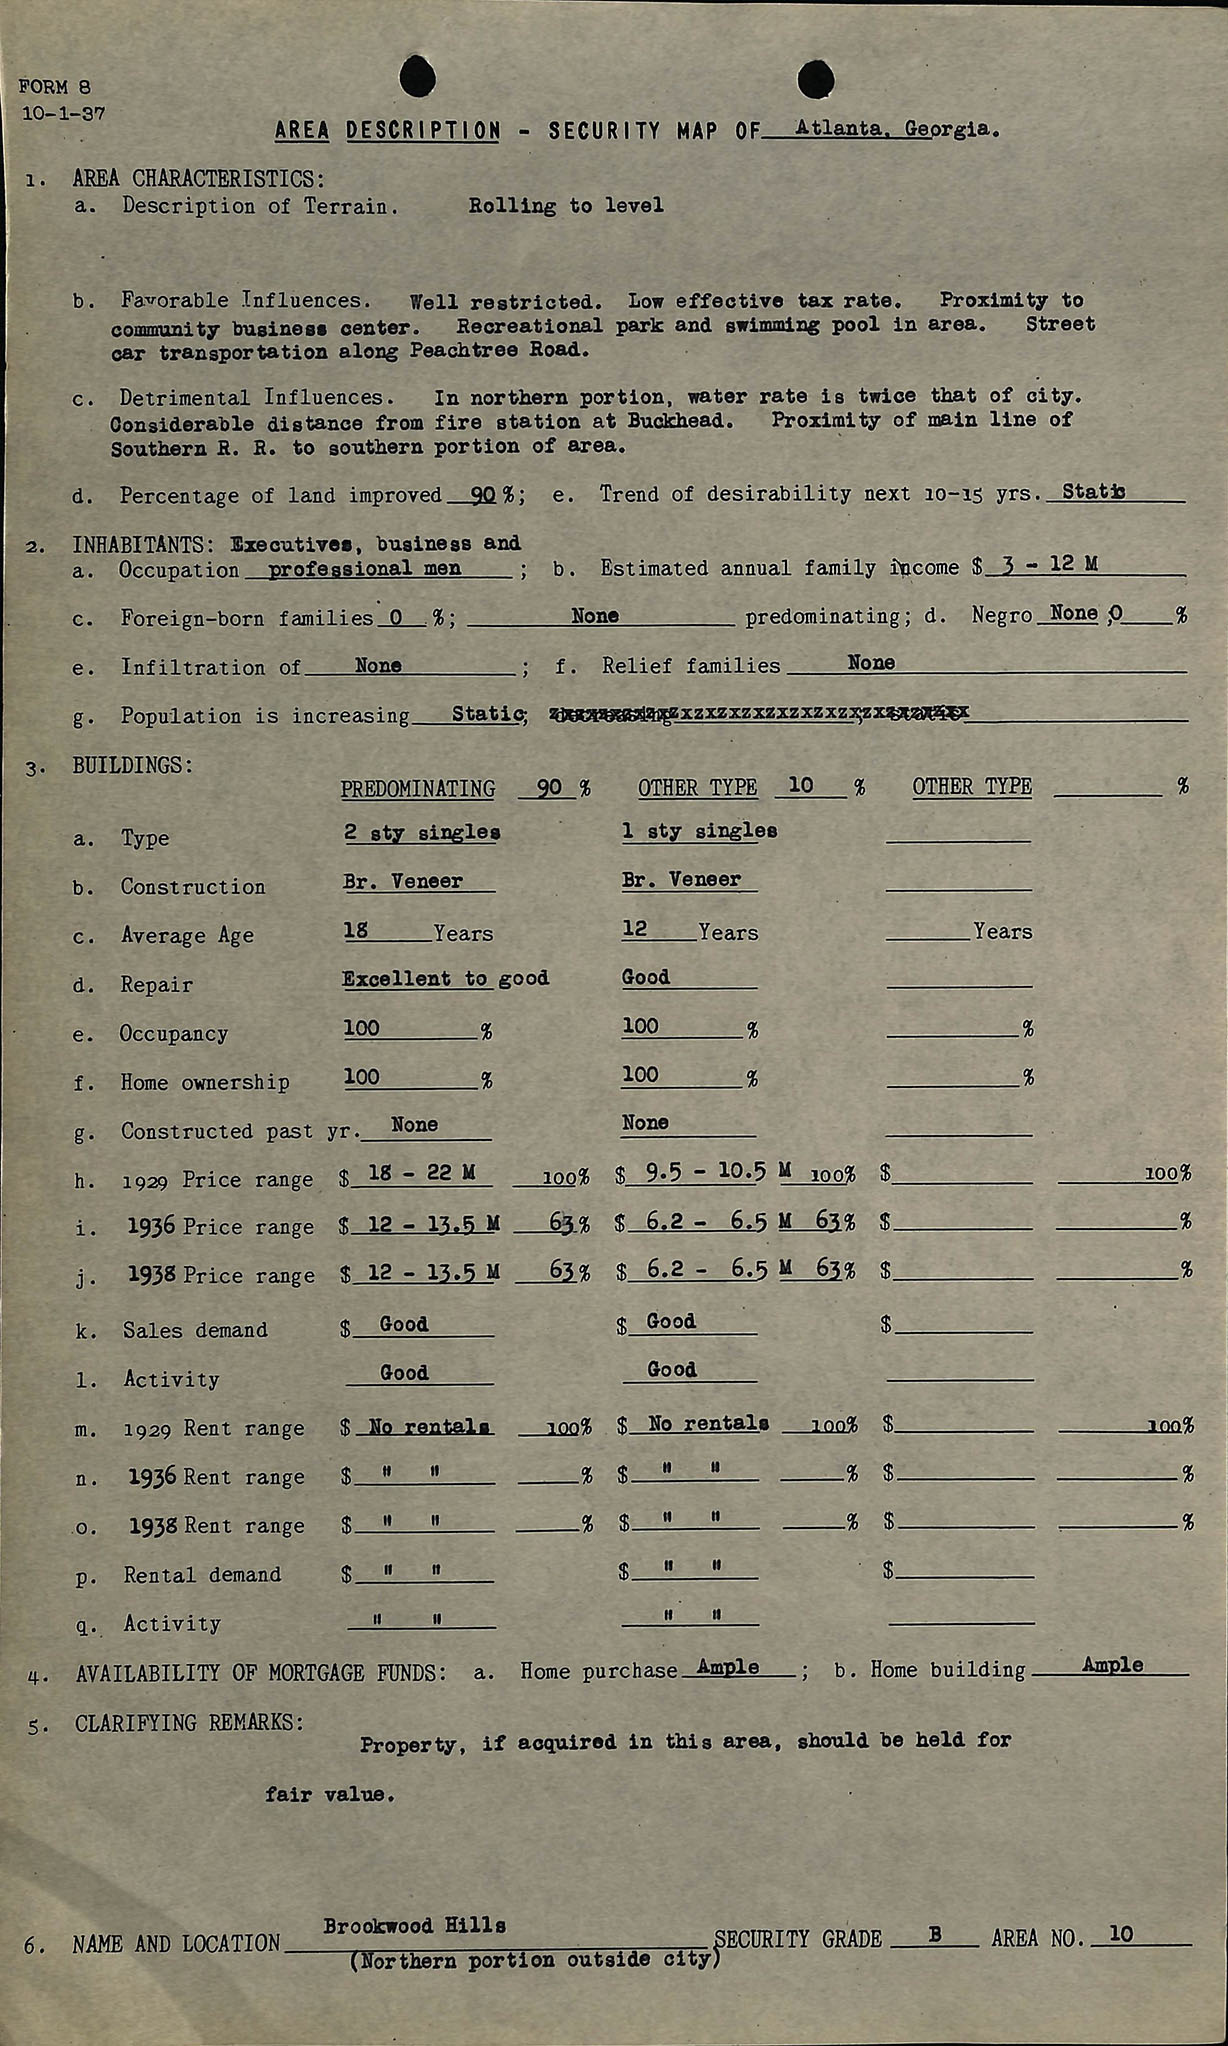 FORM 8
10-1-37
AREA DESCRIPTION - SECURITY MAP OF Atlanta, Georgia.
1. AREA CHARACTERISTICS:
a. Description of Terrain. Rolling to level
b. Favorable Influences. Well restricted. Low effective tax rate. Proximity to
community business center. Recreational park and swimming pool in area. Street
car transportation along Peachtree Road.
c. Detrimental Influences. In northern portion, water rate is twice that of city.
Considerable distance from fire station at Buckhead. Proximity of main line of
Southern R. R. to southern portion of area.
d. Percentage of land improved 90 %; e. Trend of desirability next 10-15 yrs. Static
2. INHABITANTS: Executives, business and
a. Occupation professional men ; b. Estimated annual family income $ 3 - 12 M
c. Foreign-born families 0 %; None predominating; d. Negro None ; 0 %
e. Infiltration of None ; f. Relief families None
g. Population is increasing Static;
3. BUILDINGS:
PREDOMINATING 90 % OTHER TYPE 10 % OTHER TYPE %
a. Type 2 sty singles 1 sty singles
b. Construction Br. Veneer Br. Veneer
c. Average Age 18 Years 12 Years Years
d. Repair Excellent to good Good
e. Occupancy 100 % 100 % %
f. Home ownership 100 % 100 % %
g. Constructed past yr. None None
h. 1929 Price range $ 18 - 22 M 100% $ 9.5 - 10.5 M 100% $ 100%
i. 1936 Price range $ 12 - 13.5 M 63% $ 6.2 - 6.5 M 63% $ %
j. 1938 Price range $ 12 - 13.5 M 63% $ 6.2 - 6.5 M 63% $ %
k. Sales demand $ Good $ Good $
l. Activity Good Good
m. 1929 Rent range $ No rentals 100% $ No rentals 100% $ 100%
n. 1936 Rent range $ " " % $ " " % $ %
o. 1938 Rent range $ " " % $ " " % $ %
p. Rental demand $ " " $ " " $
q. Activity " " " "
4. AVAILABILITY OF MORTGAGE FUNDS: a. Home purchase Ample ; b. Home building Ample
5. CLARIFYING REMARKS:
Property, if acquired in this area, should be held for
fair value.
6. NAME AND LOCATION Brookwood Hills SECURITY GRADE B AREA NO. 10
(Northern portion outside city)